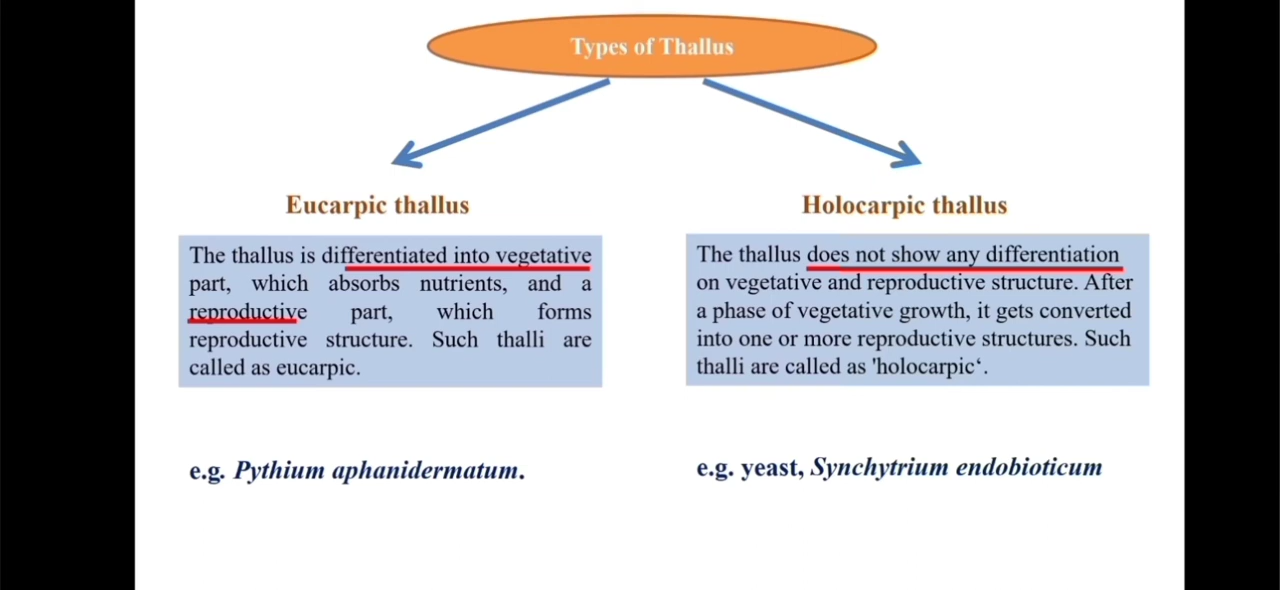 Types of Thallus
Eucarpic thallus
The thallus is differentiated into vegetative
part, which absorbs nutrients, and a
reproductive part, which forms
reproductive structure. Such thalli are
called as eucarpic.
e.g. Pythium aphanidermatum.
Holocarpic thallus
The thallus does not show any differentiation
on vegetative and reproductive structure. After
a phase of vegetative growth, it gets converted
into one or more reproductive structures. Such
thalli are called as 'holocarpic‘.
e.g. yeast, Synchytrium endobioticum